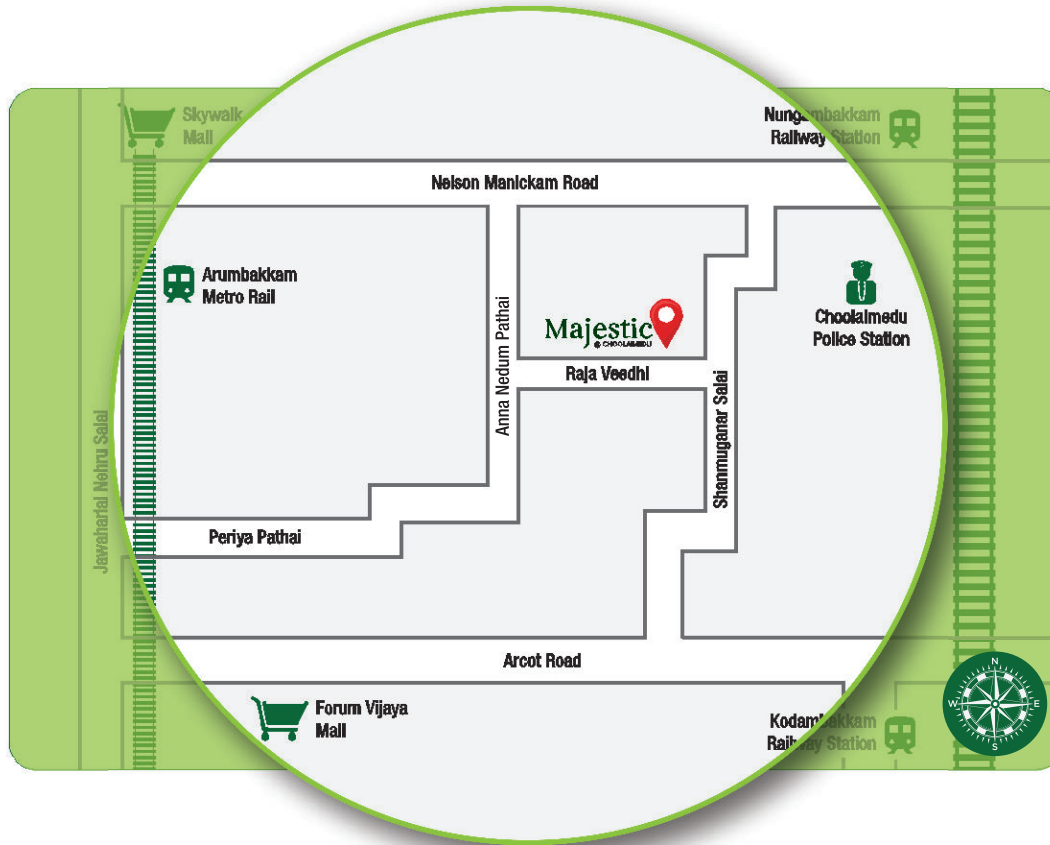 Skywalk
Mall
Nungambakkam
Railway Station
Nelson Manickam Road
Arumbakkam
Metro Rail
Anna Nedum Pathai
Majestic
@ CHOOLAIMEDU
Choolaimedu
Police Station
Raja Veedhi
Shanmuganar Salai
Jawaharlal Nehru Salai
Periya Pathai
Arcot Road
Forum Vijaya
Mall
Kodambakkam
Railway Station
N
W
E
S